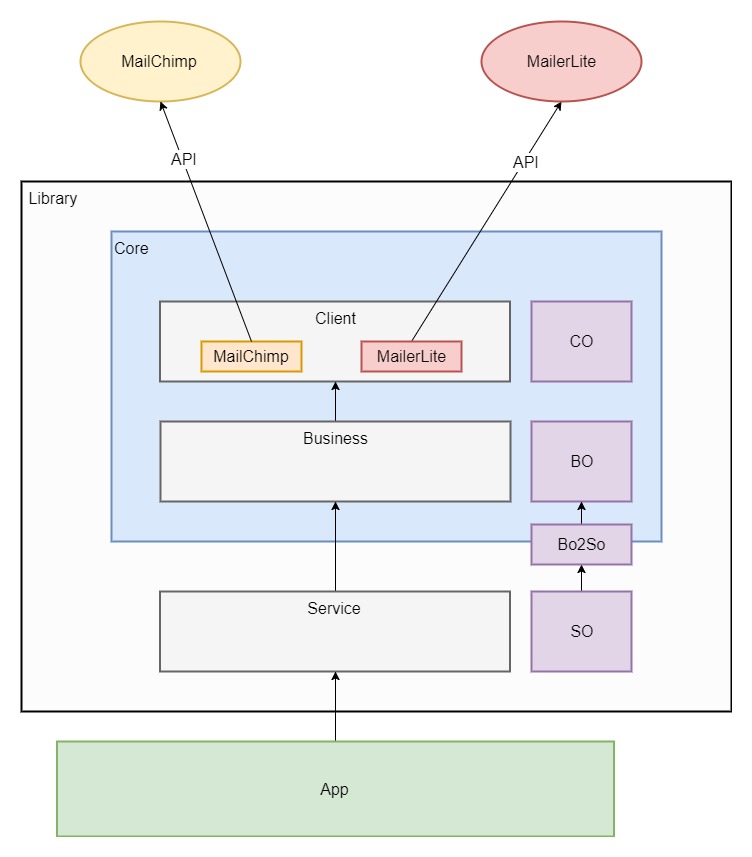 MailChimp
MailerLite
API
API
Library
Core
Client
MailChimp
MailerLite
CO
Business
BO
Bo2So
Service
SO
App